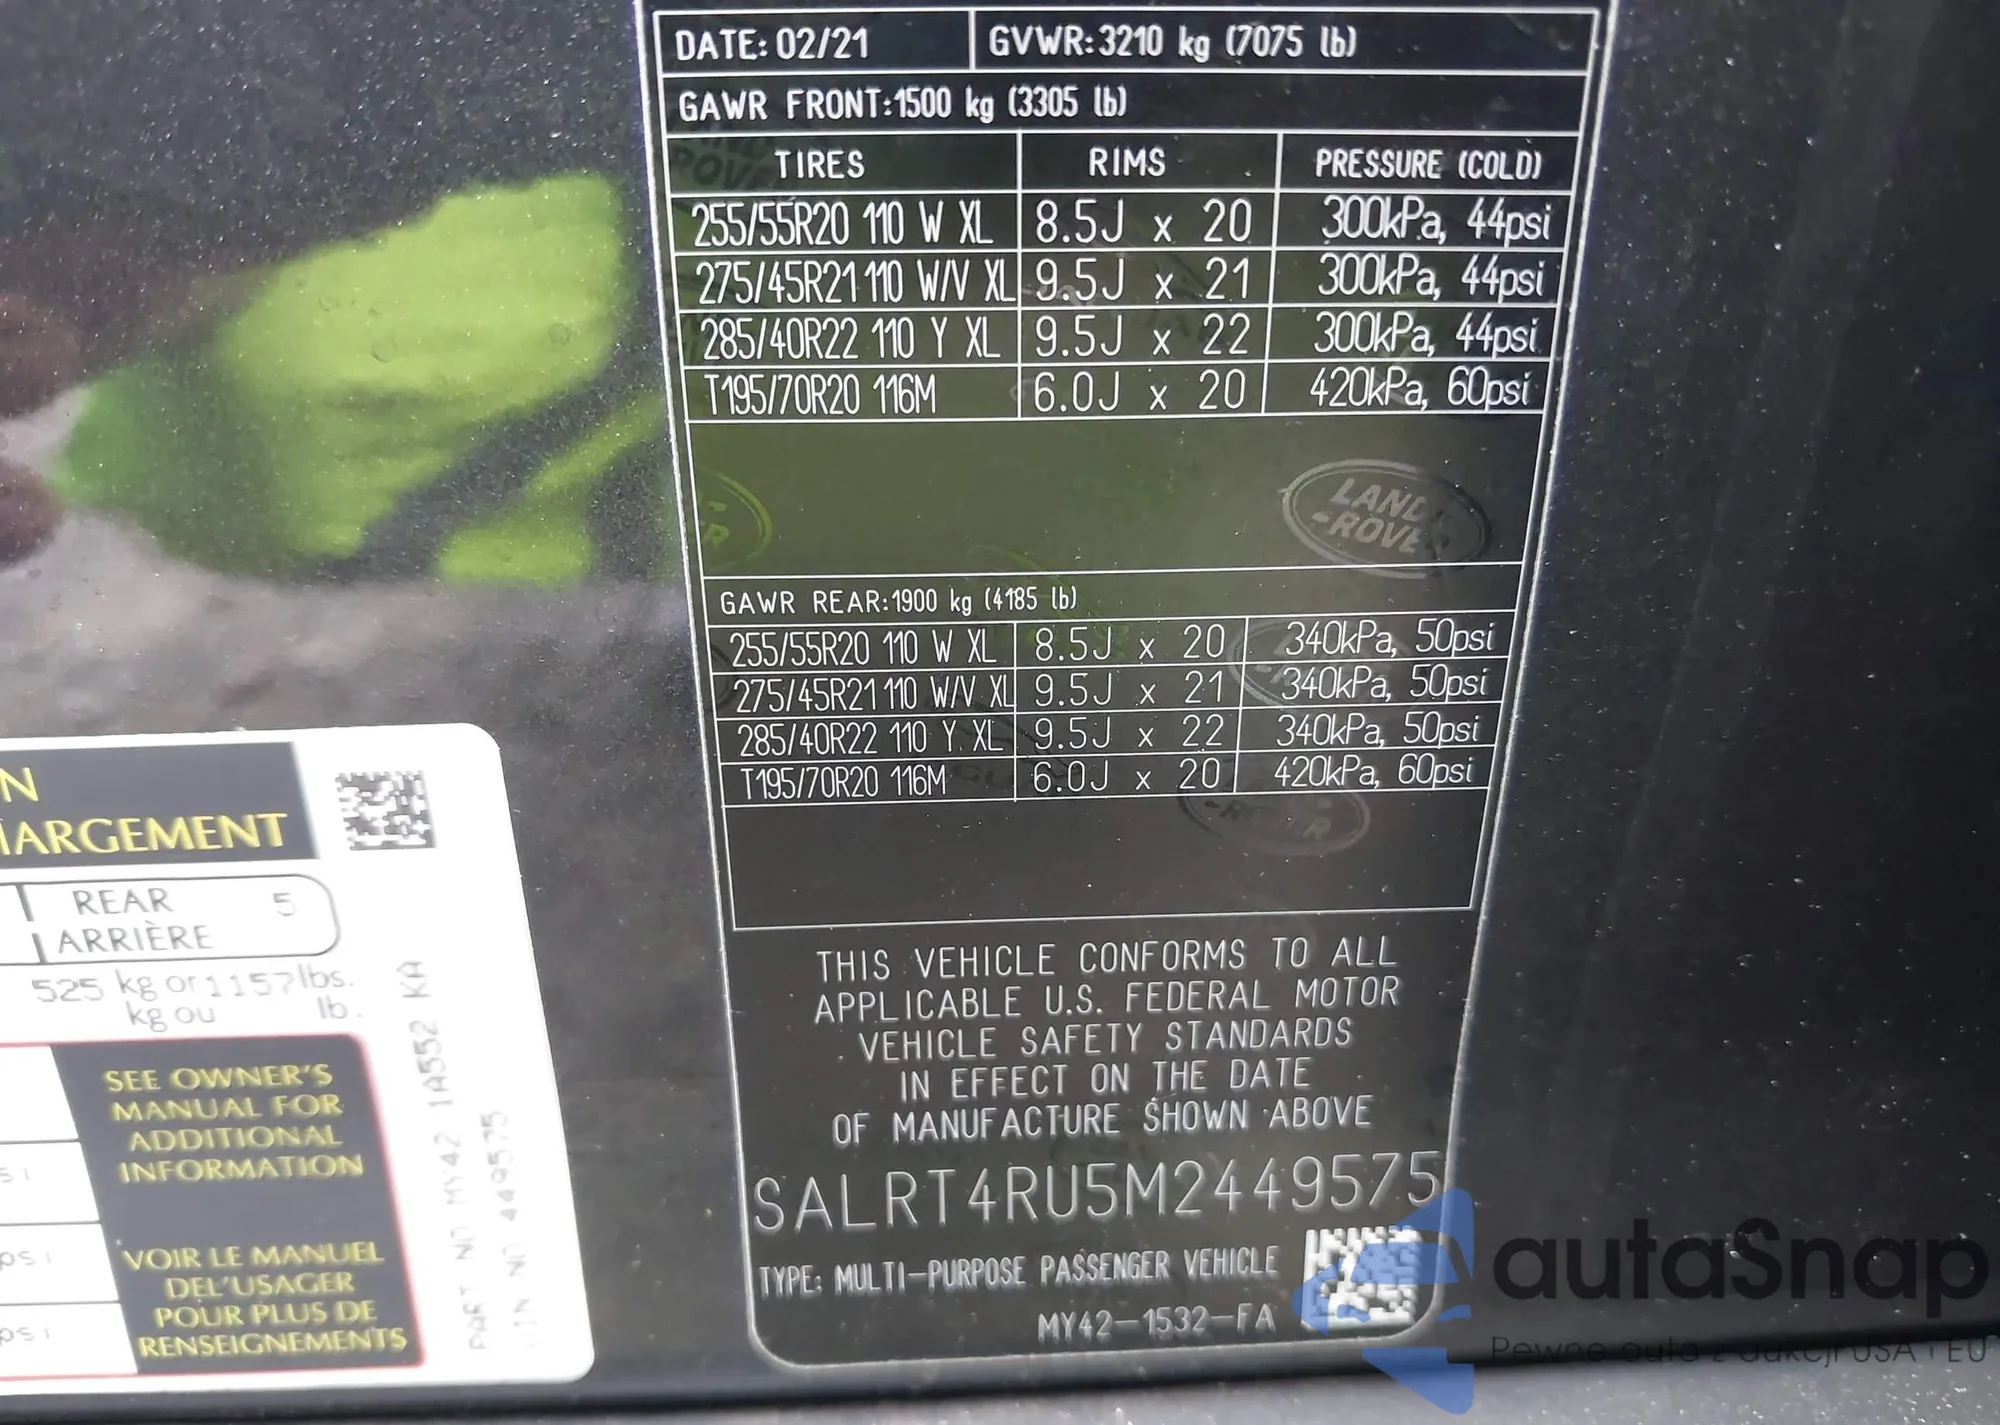 DATE: 02/21 GVWR: 3210 kg (7075 lb)
GAWR FRONT: 1500 kg (3305 lb)
TIRES RIMS PRESSURE (COLD)
255/55R20 110 W XL 8.5J x 20 300kPa, 44psi
275/45R21 110 W/V XL 9.5J x 21 300kPa, 44psi
285/40R22 110 Y XL 9.5J x 22 300kPa, 44psi
T195/70R20 116M 6.0J x 20 420kPa, 60psi
LAND
-ROVER
GAWR REAR: 1900 kg (4185 lb)
255/55R20 110 W XL 8.5J x 20 340kPa, 50psi
275/45R21 110 W/V XL 9.5J x 21 340kPa, 50psi
285/40R22 110 Y XL 9.5J x 22 340kPa, 50psi
T195/70R20 116M 6.0J x 20 420kPa, 60psi
THIS VEHICLE CONFORMS TO ALL
APPLICABLE U.S. FEDERAL MOTOR
VEHICLE SAFETY STANDARDS
IN EFFECT ON THE DATE
OF MANUFACTURE SHOWN ABOVE
SALRT4RU5M2449575
TYPE: MULTI-PURPOSE PASSENGER VEHICLE
MY42-1532-FA
N
HARGEMENT
REAR 5
ARRIÈRE
525 kg or 1157 lbs.
kg ou lb.
SEE OWNER'S
MANUAL FOR
ADDITIONAL
INFORMATION
VOIR LE MANUEL
DEL'USAGER
POUR PLUS DE
RENSEIGNEMENTS
psi
psi
PART NO MY42 1A552 KA
VIN NO 449575
autaSnap
Pewne auta z aukcji USA i EU